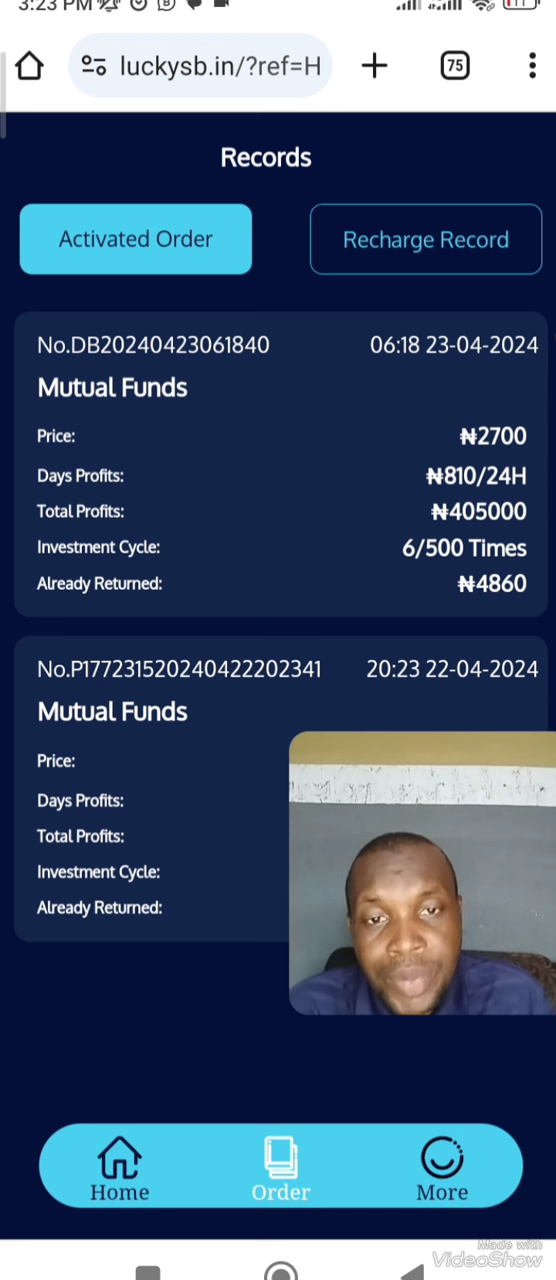 3:23 PM
75
luckysb.in/?ref=H
Records
Activated Order
Recharge Record
No.DB20240423061840 06:18 23-04-2024
Mutual Funds
Price: ₦2700
Days Profits: ₦810/24H
Total Profits: ₦405000
Investment Cycle: 6/500 Times
Already Returned: ₦4860
No.P177231520240422202341 20:23 22-04-2024
Mutual Funds
Price:
Days Profits:
Total Profits:
Investment Cycle:
Already Returned:
Home
Order
More
Made with
VideoShow